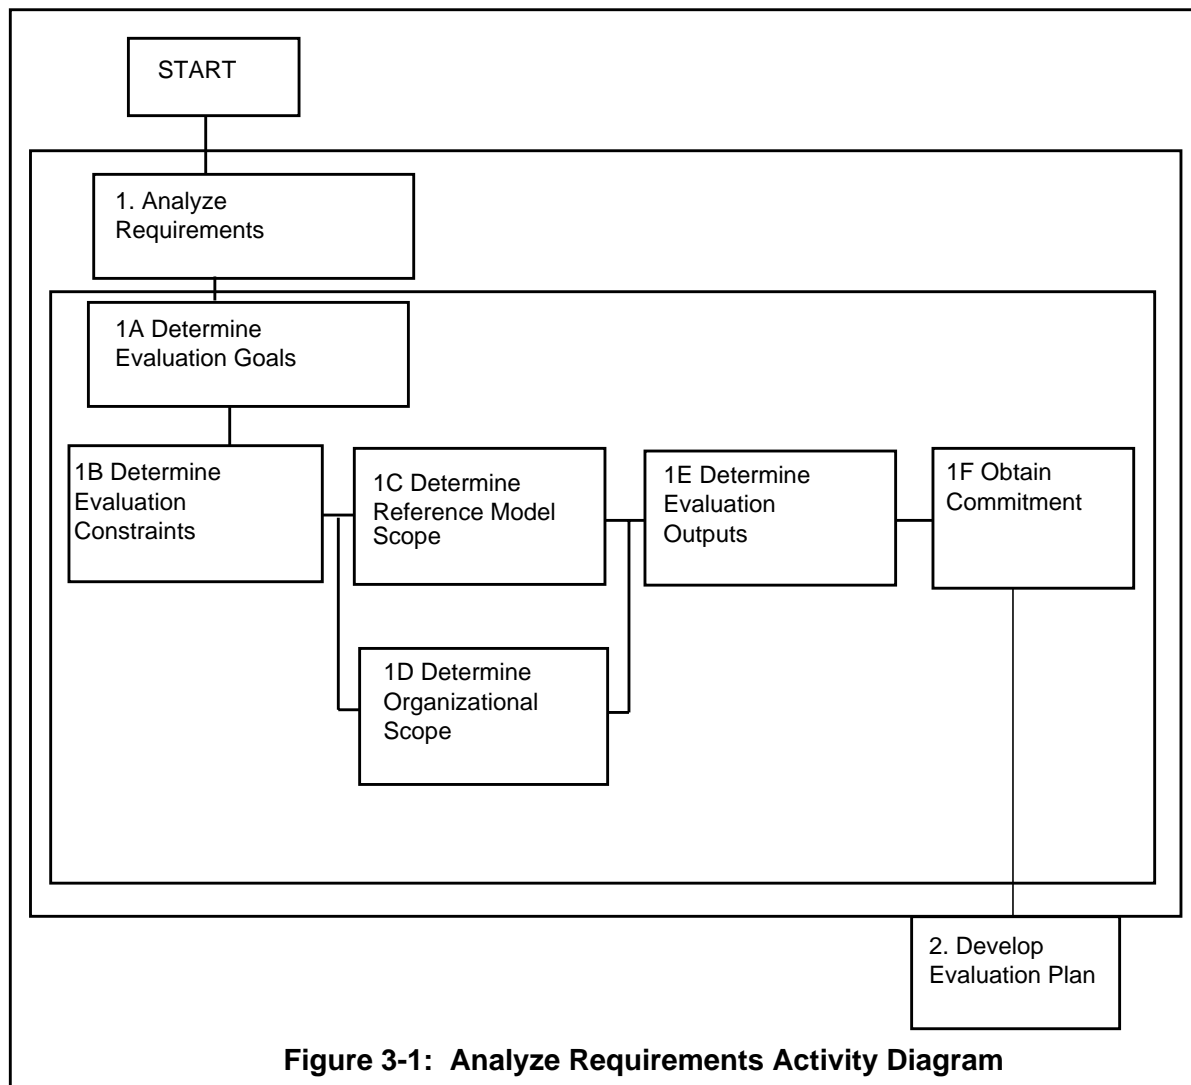 START
1. Analyze
Requirements
1A Determine
Evaluation Goals
1B Determine
Evaluation
Constraints
1C Determine
Reference Model
Scope
1D Determine
Organizational
Scope
1E Determine
Evaluation
Outputs
1F Obtain
Commitment
2. Develop
Evaluation Plan
Figure 3-1: Analyze Requirements Activity Diagram